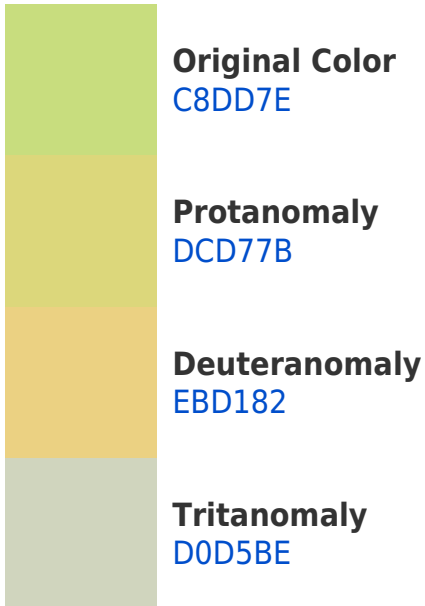 Original Color
C8DD7E
Protanomaly
DCD77B
Deuteranomaly
EBD182
Tritanomaly
D0D5BE